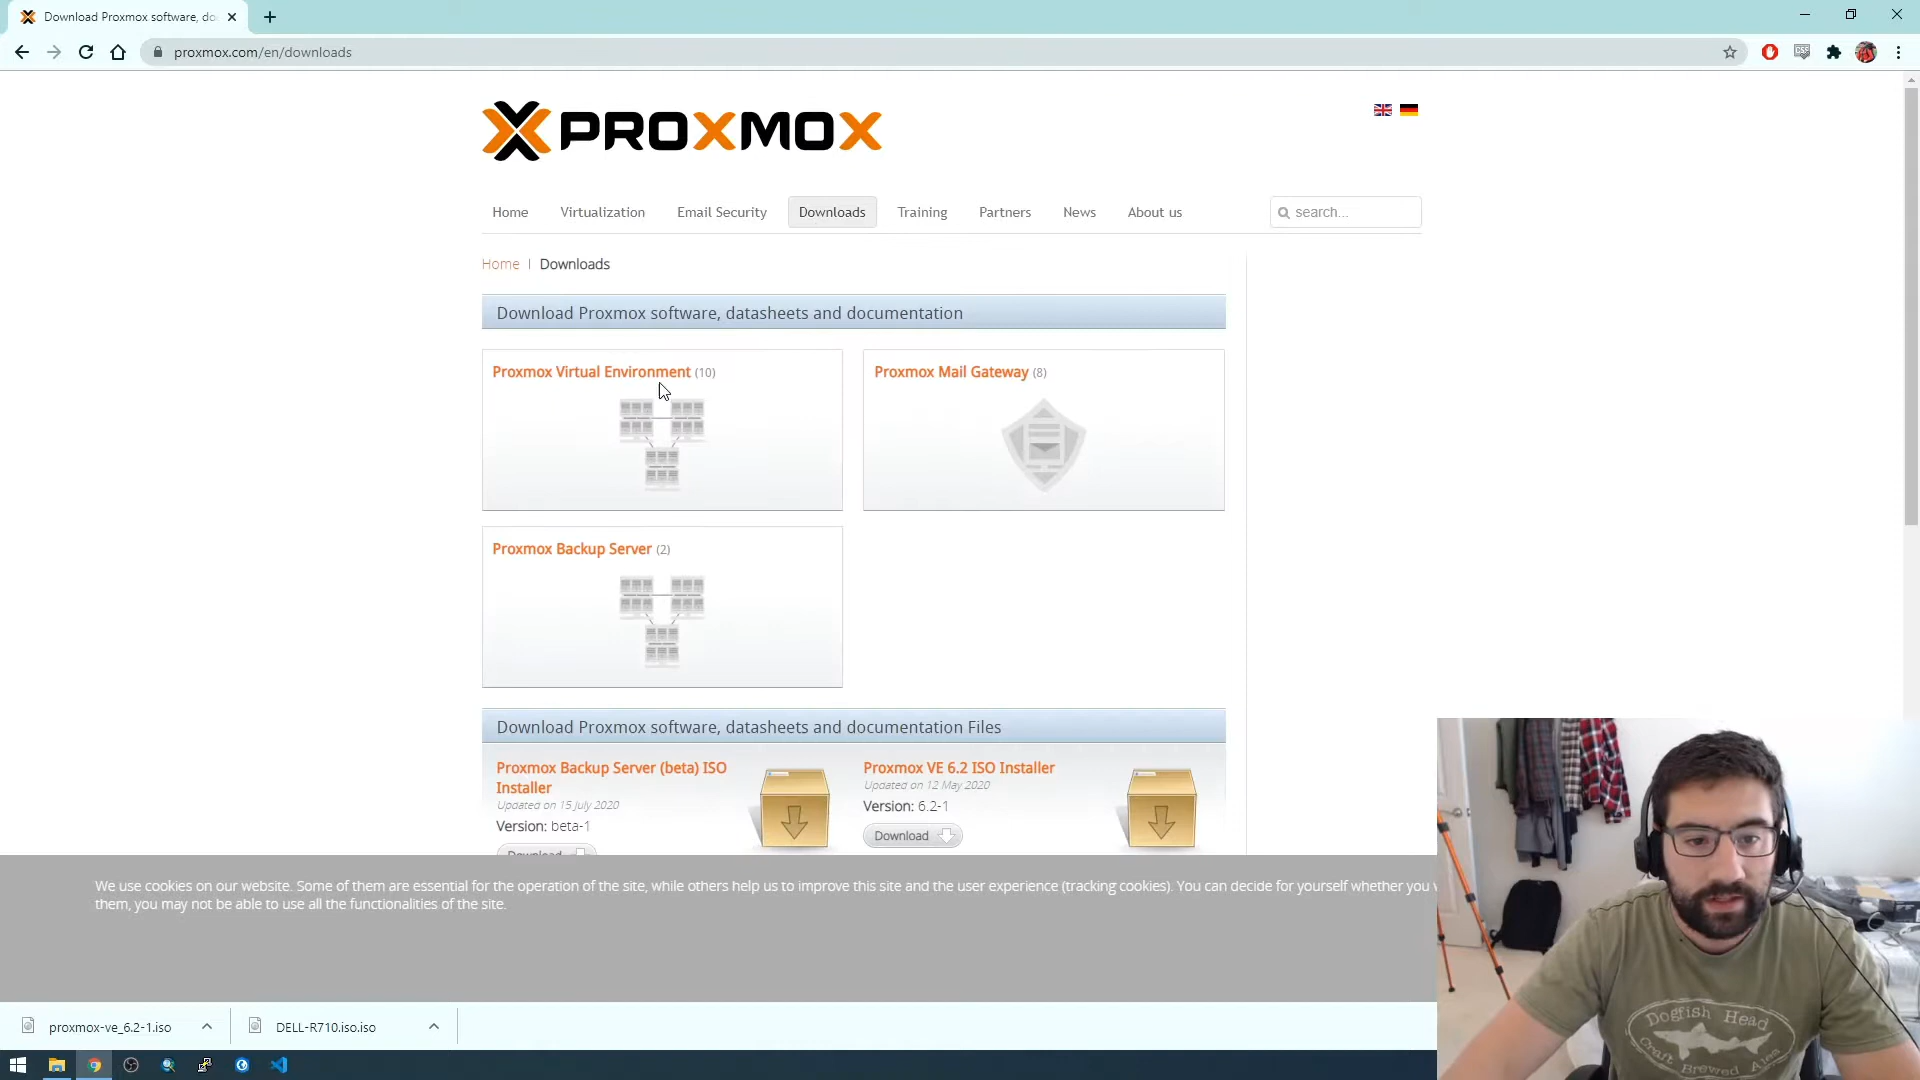 Download Proxmox software, do
proxmox.com/en/downloads
PROXMOX
Home Virtualization Email Security Downloads Training Partners News About us search...
Home | Downloads
Download Proxmox software, datasheets and documentation
Proxmox Virtual Environment (10)
Proxmox Mail Gateway (8)
Proxmox Backup Server (2)
Download Proxmox software, datasheets and documentation Files
Proxmox Backup Server (beta) ISO
Installer
Updated on 15 July 2020
Version: beta-1
Download
Proxmox VE 6.2 ISO Installer
Updated on 12 May 2020
Version: 6.2-1
Download
We use cookies on our website. Some of them are essential for the operation of the site, while others help us to improve this site and the user experience (tracking cookies). You can decide for yourself whether you
them, you may not be able to use all the functionalities of the site.
proxmox-ve_6.2-1.iso
DELL-R710.iso.iso
Dogfish Head
Craft Brewed Ales